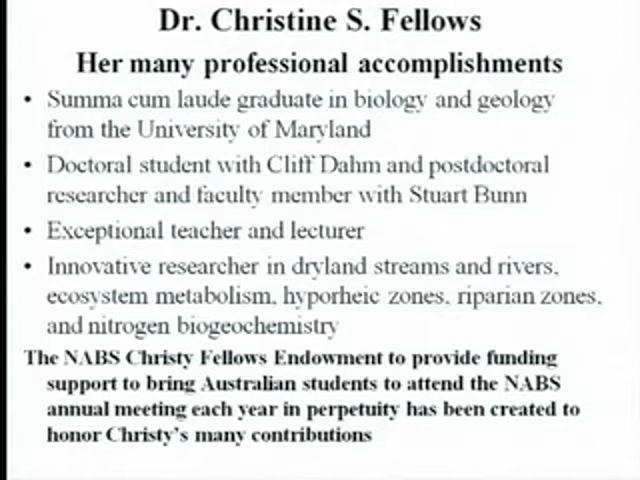 Dr. Christine S. Fellows
Her many professional accomplishments
• Summa cum laude graduate in biology and geology
from the University of Maryland
• Doctoral student with Cliff Dahm and postdoctoral
researcher and faculty member with Stuart Bunn
• Exceptional teacher and lecturer
• Innovative researcher in dryland streams and rivers,
ecosystem metabolism, hyporheic zones, riparian zones,
and nitrogen biogeochemistry
The NABS Christy Fellows Endowment to provide funding
support to bring Australian students to attend the NABS
annual meeting each year in perpetuity has been created to
honor Christy's many contributions